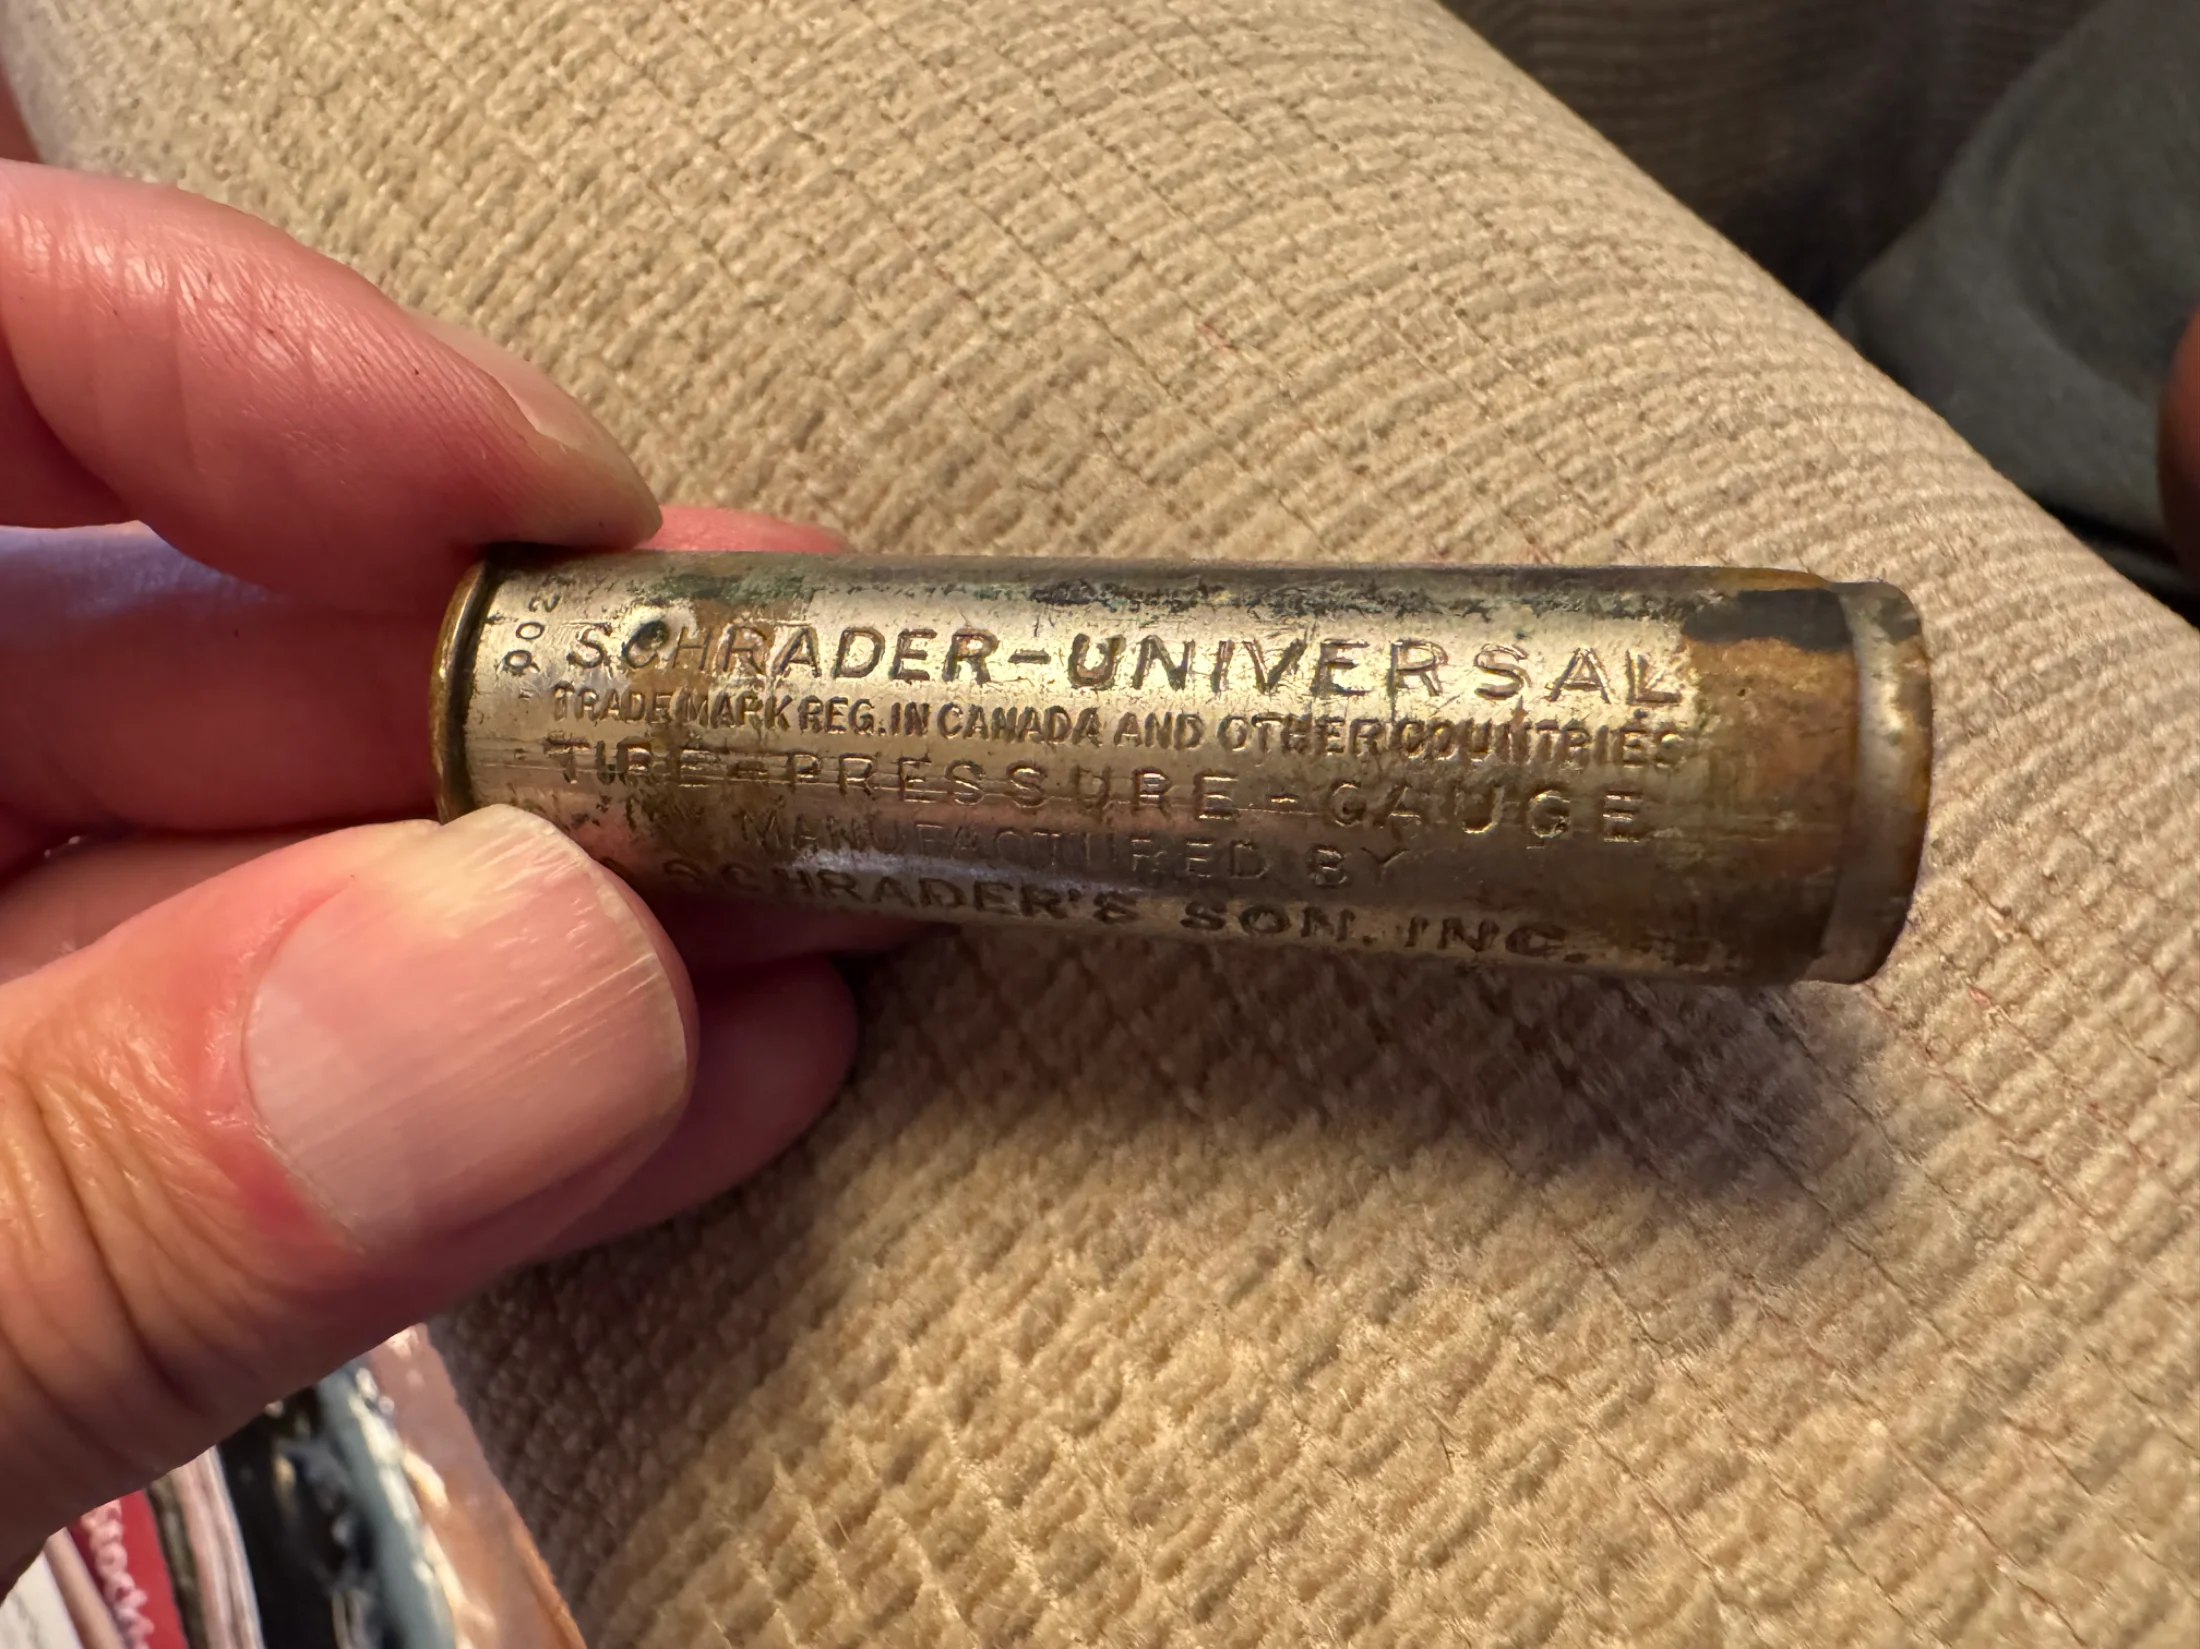 SCHRADER-UNIVERSAL
TRADE MARK REG. IN CANADA AND OTHER COUNTRIES
TIRE-PRESSURE-GAUGE
MANUFACTURED BY
SCHRADER'S SON. INC.